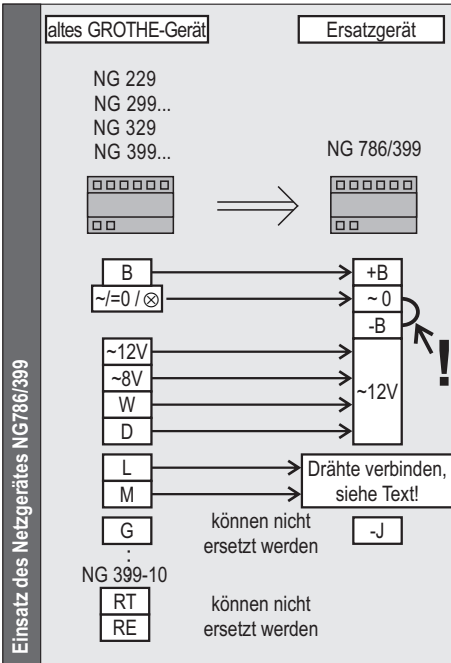 altes GROTHE-Gerät
Ersatzgerät
NG 229
NG 299...
NG 329
NG 399...
NG 786/399
B
+B
~/=0 / ⊗
~ 0
-B
!
~12V
~8V
W
D
~12V
L
M
Drähte verbinden,
siehe Text!
G
können nicht
ersetzt werden
-J
NG 399-10
RT
RE
können nicht
ersetzt werden
Einsatz des Netzgerätes NG786/399